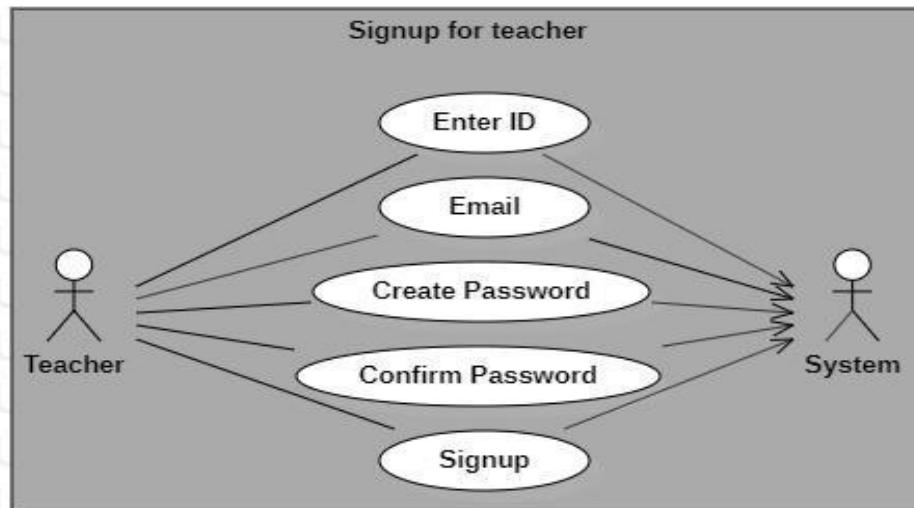 Signup for teacher
Enter ID
Email
Create Password
Teacher
System
Confirm Password
Signup